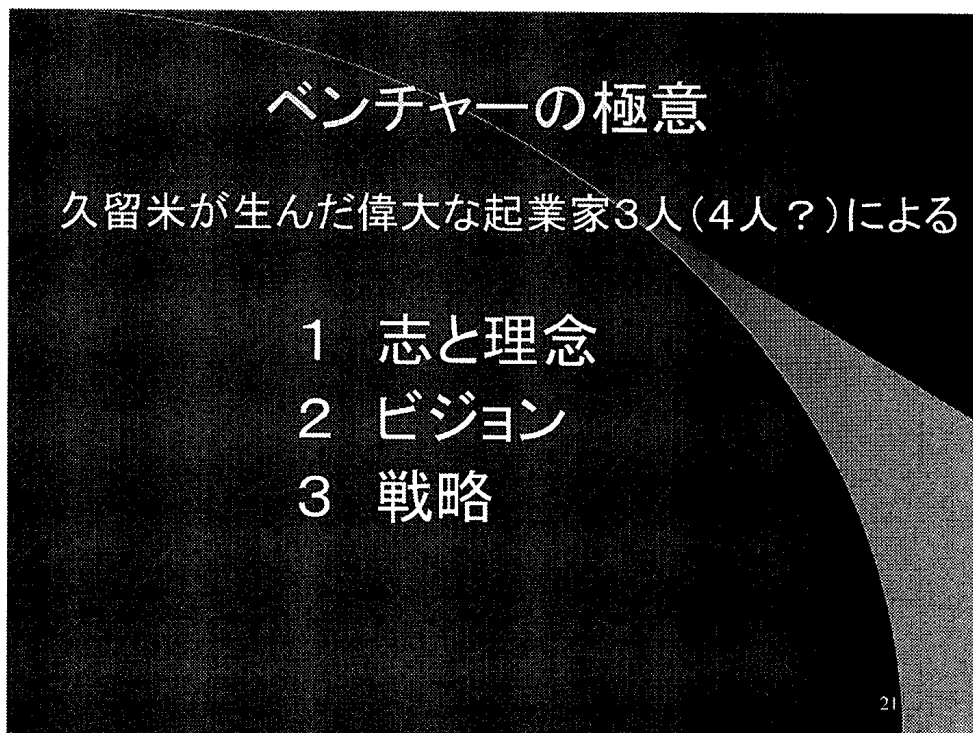 ベンチャーの極意
久留米が生んだ偉大な起業家3人(4人?)による
1 志と理念
2 ビジョン
3 戦略
21